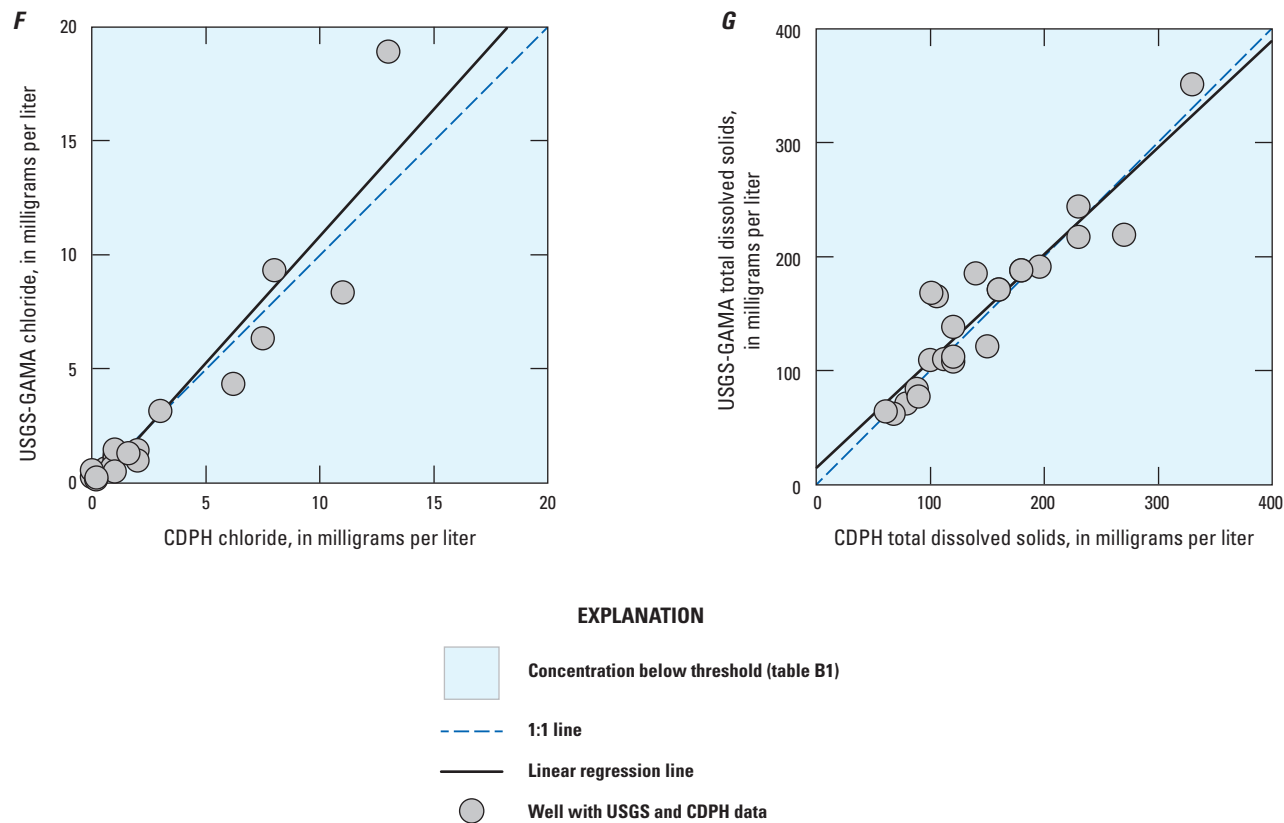 F
USGS-GAMA chloride, in milligrams per liter
20
15
10
5
0
0 5 10 15 20
CDPH chloride, in milligrams per liter
G
USGS-GAMA total dissolved solids,
in milligrams per liter
400
300
200
100
0
0 100 200 300 400
CDPH total dissolved solids, in milligrams per liter
EXPLANATION
Concentration below threshold (table B1)
1:1 line
Linear regression line
Well with USGS and CDPH data